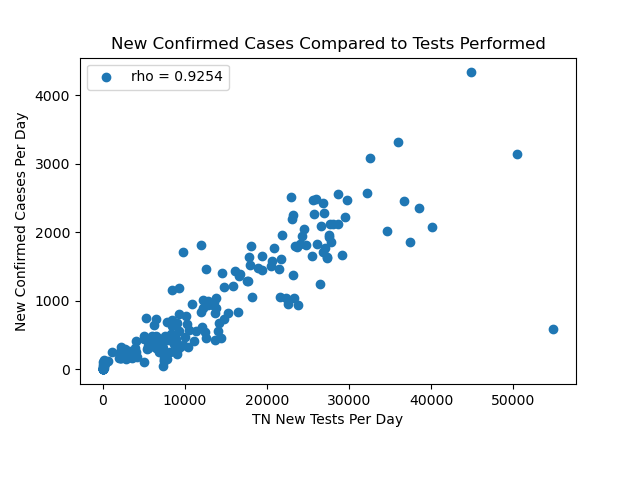 New Confirmed Cases Compared to Tests Performed
rho = 0.9254
New Confirmed Caeses Per Day
4000
3000
2000
1000
0
0 10000 20000 30000 40000 50000
TN New Tests Per Day